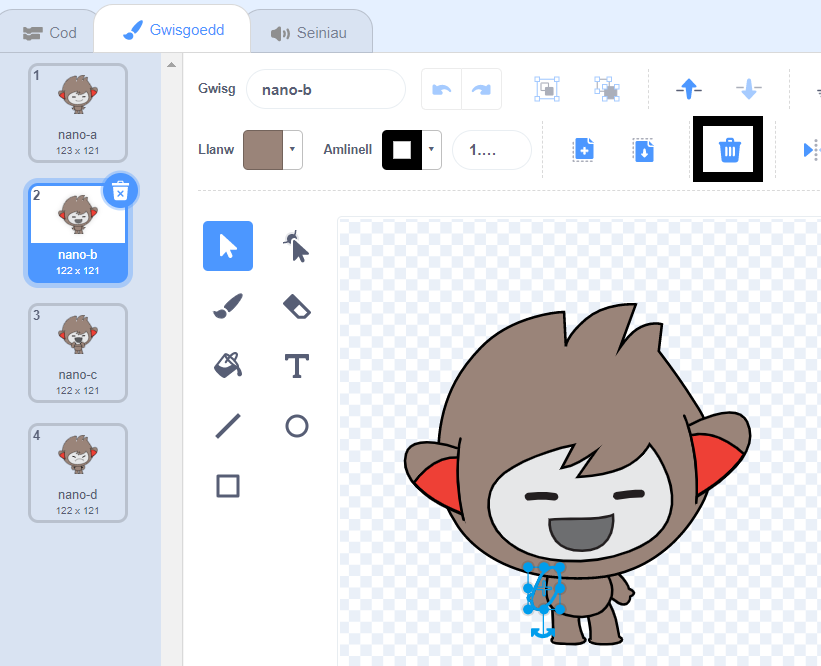 Cod
Gwisgoedd
Seiniau
1
nano-a
123 x 121
2
nano-b
122 x 121
3
nano-c
122 x 121
4
nano-d
122 x 121
Gwisg
nano-b
Llanw
Amlinell
1....
T